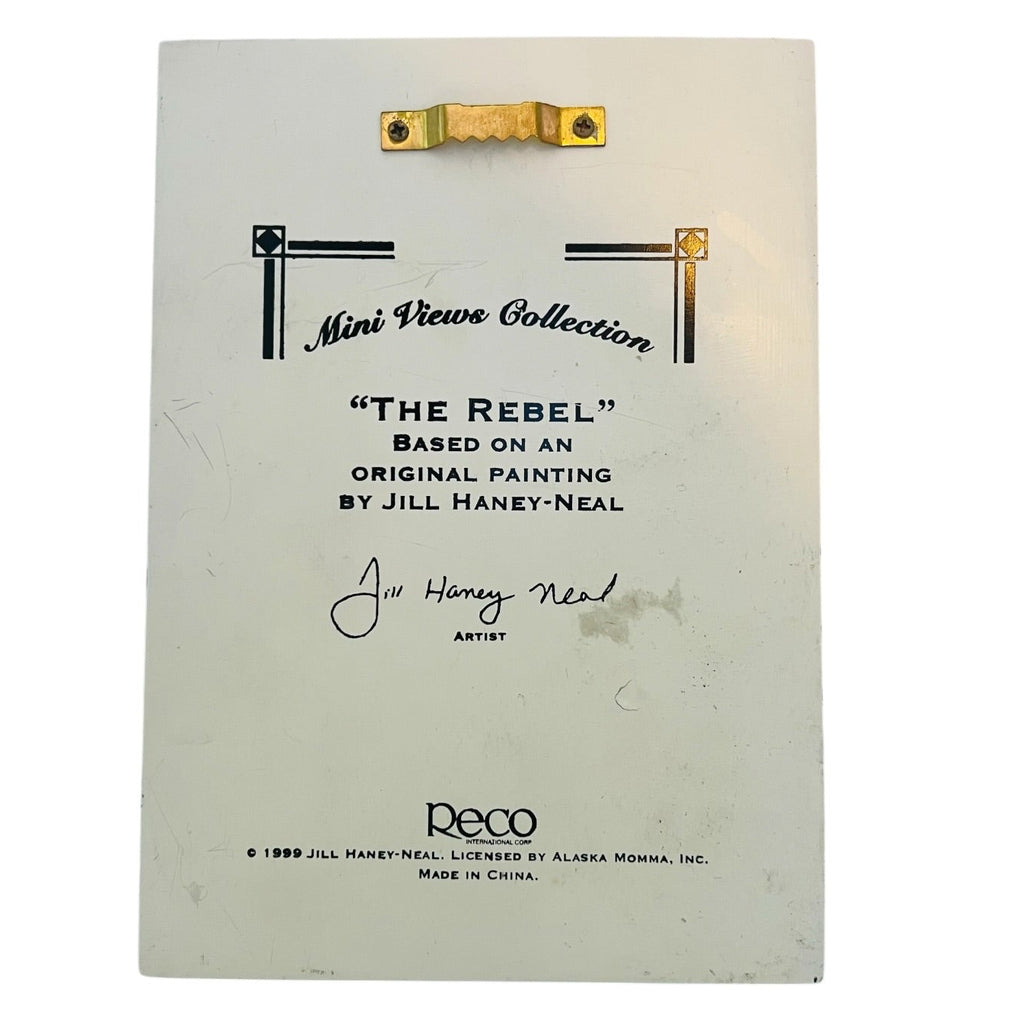 Mini Views Collection
“THE REBEL”
BASED ON AN
ORIGINAL PAINTING
BY JILL HANEY-NEAL
Jill Haney Neal
ARTIST
Reco
INTERNATIONAL CORP
© 1999 JILL HANEY-NEAL. LICENSED BY ALASKA MOMMA, INC.
MADE IN CHINA.